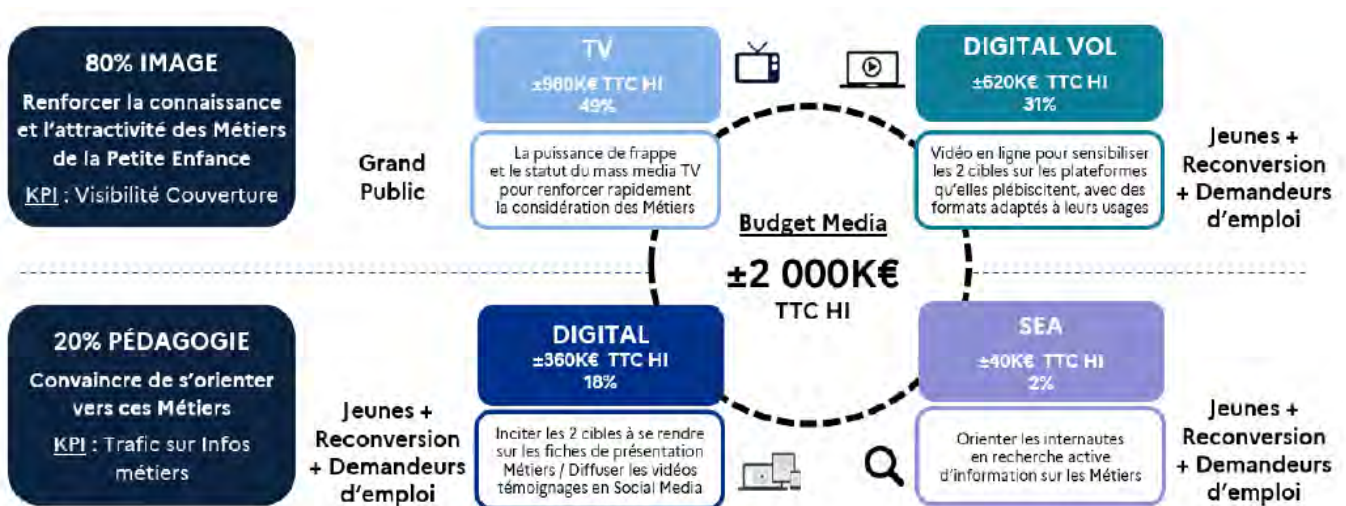 80% IMAGE
Renforcer la connaissance
et l'attractivité des Métiers
de la Petite Enfance
KPI : Visibilité Couverture
Grand
Public
TV
±980K€ TTC HI
49%
La puissance de frappe
et le statut du mass media TV
pour renforcer rapidement
la considération des Métiers
DIGITAL VOL
±620K€ TTC HI
31%
Vidéo en ligne pour sensibiliser
les 2 cibles sur les plateformes
qu'elles plébiscitent, avec des
formats adaptés à leurs usages
Jeunes +
Reconversion
+ Demandeurs
d'emploi
Budget Media
±2 000K€
TTC HI
20% PÉDAGOGIE
Convaincre de s'orienter
vers ces Métiers
KPI : Trafic sur Infos
métiers
Jeunes +
Reconversion
+ Demandeurs
d'emploi
DIGITAL
±360K€ TTC HI
18%
Inciter les 2 cibles à se rendre
sur les fiches de présentation
Métiers / Diffuser les vidéos
témoignages en Social Media
SEA
±40K€ TTC HI
2%
Orienter les internautes
en recherche active
d'information sur les Métiers
Jeunes +
Reconversion
+ Demandeurs
d'emploi